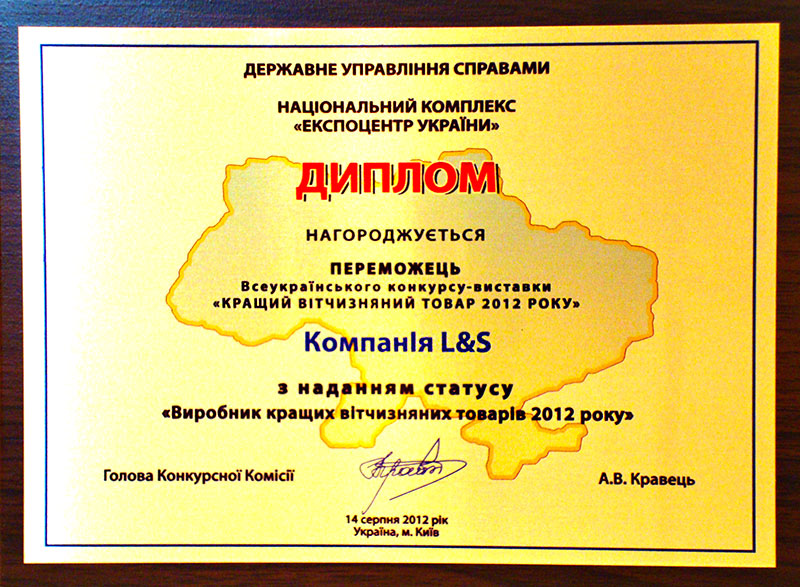 ДЕРЖАВНЕ УПРАВЛІННЯ СПРАВАМИ
НАЦІОНАЛЬНИЙ КОМПЛЕКС
«ЕКСПОЦЕНТР УКРАЇНИ»
ДИПЛОМ
НАГОРОДЖУЄТЬСЯ
ПЕРЕМОЖЕЦЬ
Всеукраїнського конкурсу-виставки
«КРАЩИЙ ВІТЧИЗНЯНИЙ ТОВАР 2012 РОКУ»
КомпанІя L&S
з наданням статусу
«Виробник кращих вітчизняних товарів 2012 року»
Голова Конкурсної Комісії
А.В. Кравець
14 серпня 2012 рік
Україна, м. Київ